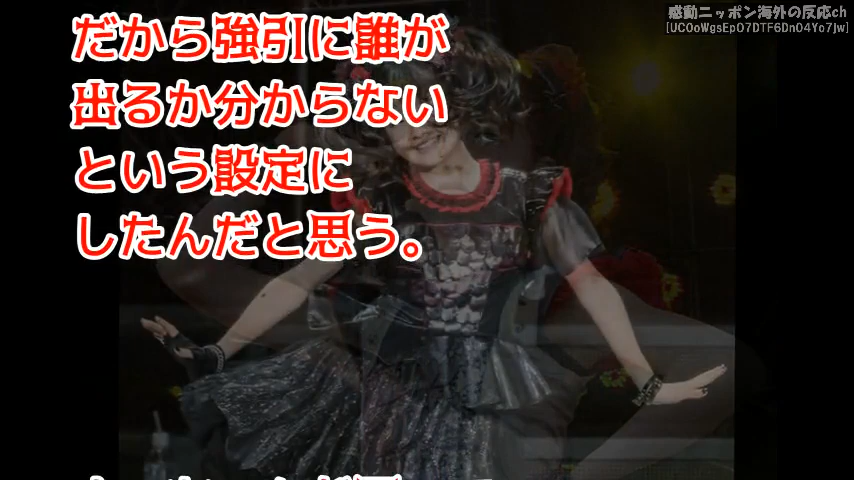 感動ニッポン海外の反応ch
[UCOoWgsEpO7DTF6DnO4Yo7jw]
だから強引に誰が
出るか分からない
という設定に
したんだと思う。